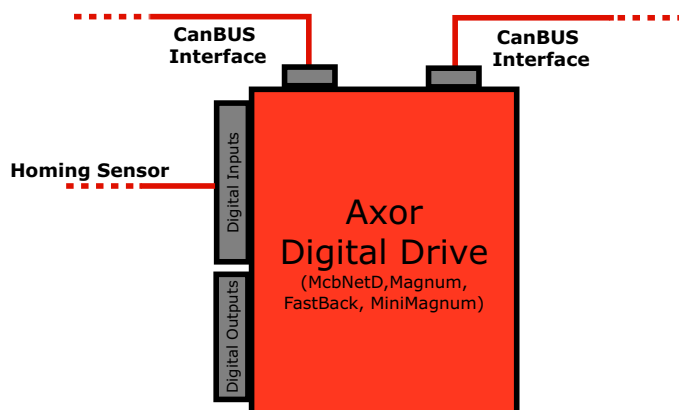 CanBUS
Interface
CanBUS
Interface
Homing Sensor
Digital Inputs
Axor
Digital Drive
(McbNetD,Magnum,
FastBack, MiniMagnum)
Digital Outputs